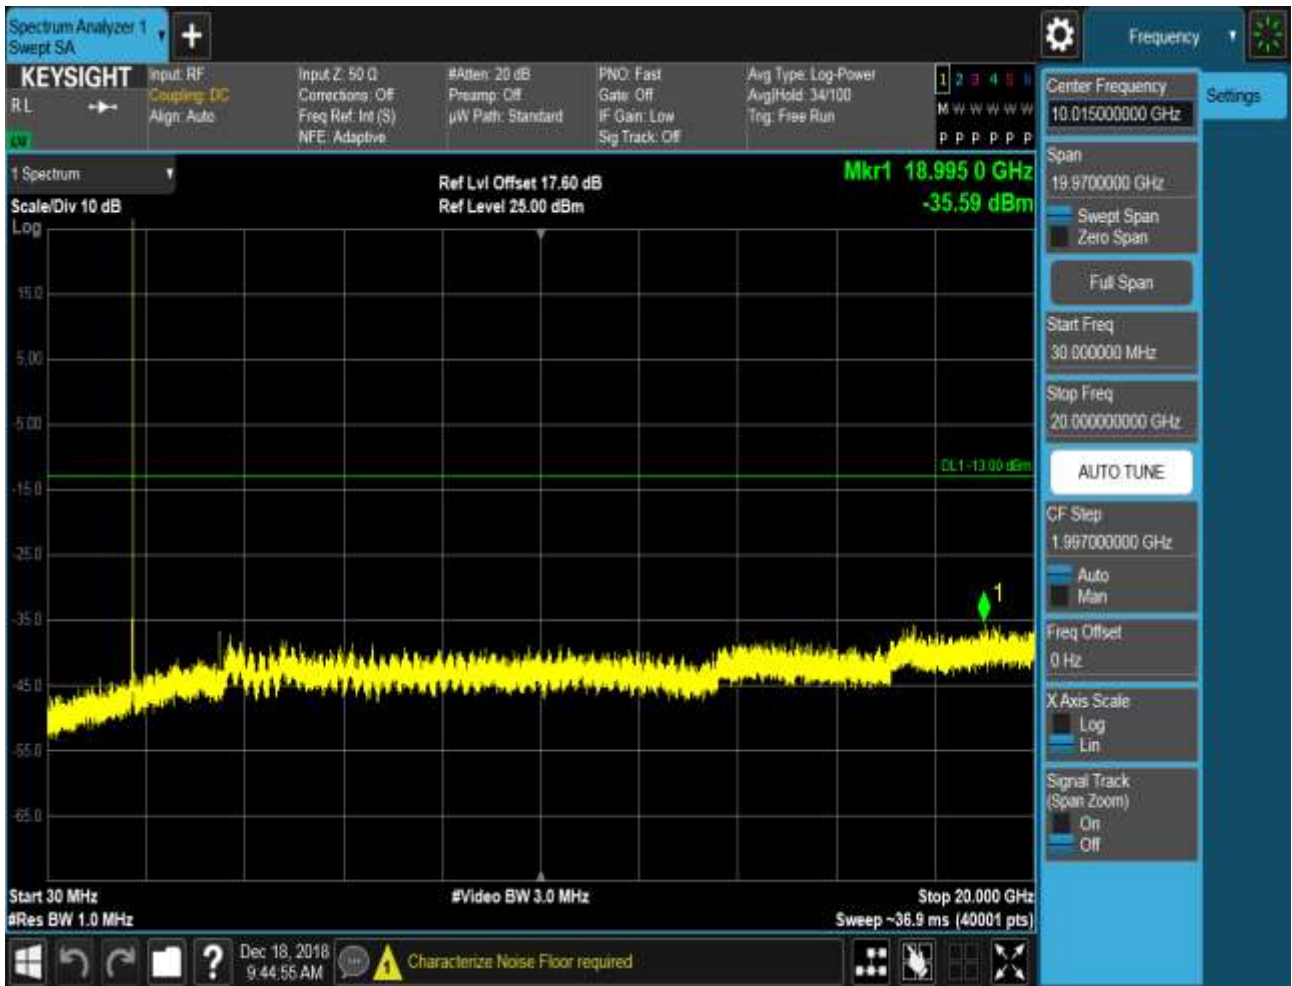 Spectrum Analyzer 1
Swept SA
Frequency
KEYSIGHT
RL
Input: RF
Coupling: DC
Align: Auto
Input Z: 50 Ω
Corrections: Off
Freq Ref: Int (S)
NFE: Adaptive
#Atten: 20 dB
Preamp: Off
µW Path: Standard
PNO: Fast
Gate: Off
IF Gain: Low
Sig Track: Off
Avg Type: Log-Power
Avg|Hold: 34/100
Trig: Free Run
1 2 3 4 5 6
M W W W W W
P P P P P P
Center Frequency
10.015000000 GHz
Settings
Span
19.9700000 GHz
Swept Span
Zero Span
Full Span
Start Freq
30.000000 MHz
Stop Freq
20.000000000 GHz
AUTO TUNE
CF Step
1.997000000 GHz
Auto
Man
Freq Offset
0 Hz
X Axis Scale
Log
Lin
Signal Track
(Span Zoom)
On
Off
1 Spectrum
Scale/Div 10 dB
Log
Ref Lvl Offset 17.60 dB
Ref Level 25.00 dBm
Mkr1 18.995 0 GHz
-35.59 dBm
15.0
5.00
-5.00
DL1 -13.00 dBm
-15.0
-25.0
1
-35.0
-45.0
-55.0
-65.0
Start 30 MHz
#Video BW 3.0 MHz
Stop 20.000 GHz
#Res BW 1.0 MHz
Sweep ~36.9 ms (40001 pts)
?
Dec 18, 2018
9:44:55 AM
1
Characterize Noise Floor required